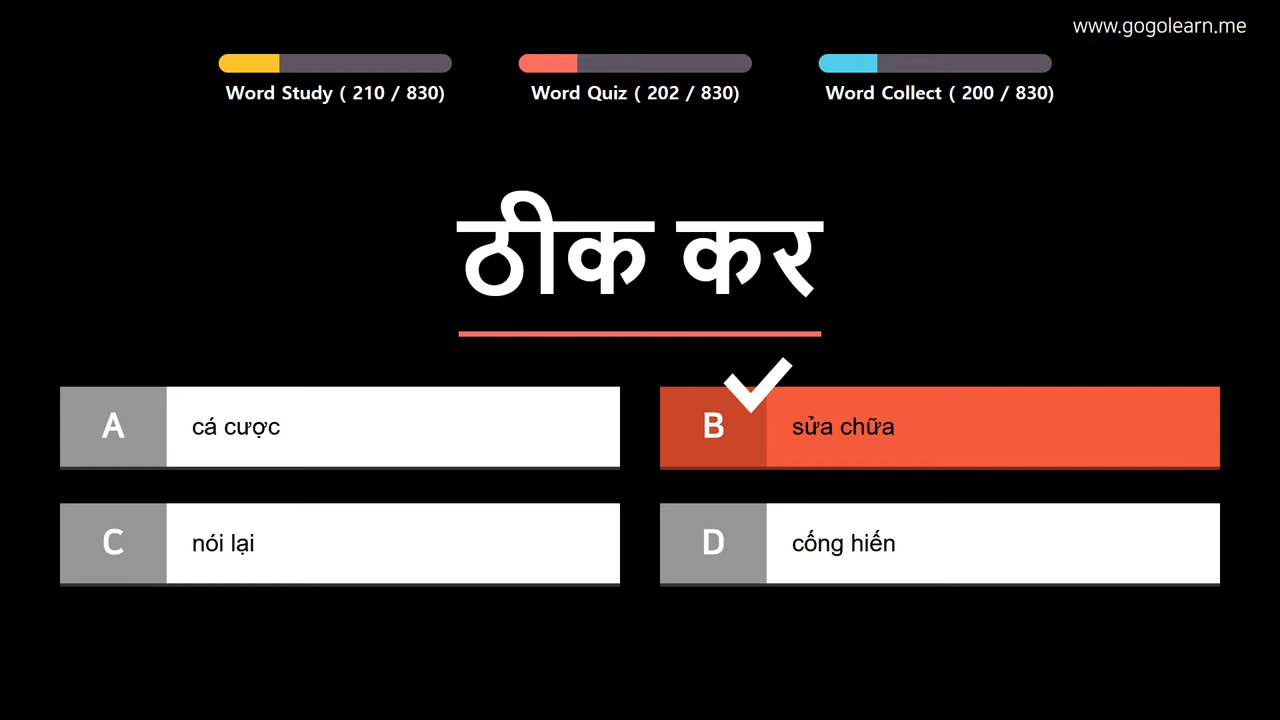 www.gogolearn.me
Word Study ( 210 / 830)
Word Quiz ( 202 / 830)
Word Collect ( 200 / 830)
ठीक कर
A cá cược
B sửa chữa
C nói lại
D cống hiến